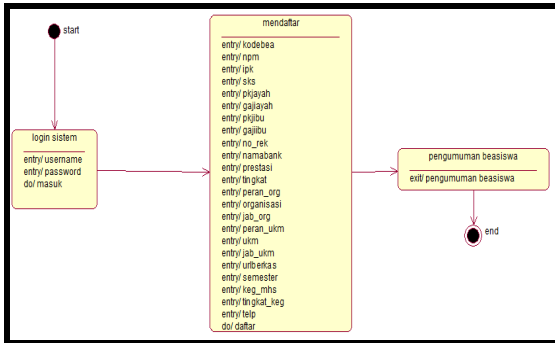 start
login sistem
entry/ username
entry/ password
do/ masuk
mendaftar
entry/ kodebea
entry/ npm
entry/ ipk
entry/ sks
entry/ pkjayah
entry/ gajiayah
entry/ pkjibu
entry/ gajiibu
entry/ no_rek
entry/ namabank
entry/ prestasi
entry/ tingkat
entry/ peran_org
entry/ organisasi
entry/ jab_org
entry/ peran_ukm
entry/ ukm
entry/ jab_ukm
entry/ urlberkas
entry/ semester
entry/ keg_mhs
entry/ tingkat_keg
entry/ telp
do/ daftar
pengumuman beasiswa
exit/ pengumuman beasiswa
end